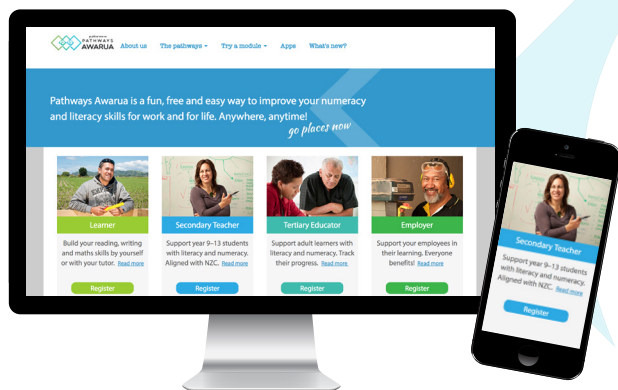 PATHWAYS
AWARUA
About us
The pathways
Try a module
Apps
What's new?
Pathways Awarua is a fun, free and easy way to improve your numeracy
and literacy skills for work and for life. Anywhere, anytime!
go places now
Learner
Build your reading, writing
and maths skills by yourself
or with your tutor. Read more
Register
Secondary Teacher
Support year 9–13 students
with literacy and numeracy.
Aligned with NZC. Read more
Register
Tertiary Educator
Support adult learners with
literacy and numeracy. Track
their progress. Read more
Register
Employer
Support your employees in
their learning. Everyone
benefits! Read more
Register
Secondary Teacher
Support year 9–13 students
with literacy and numeracy.
Aligned with NZC. Read more
Register